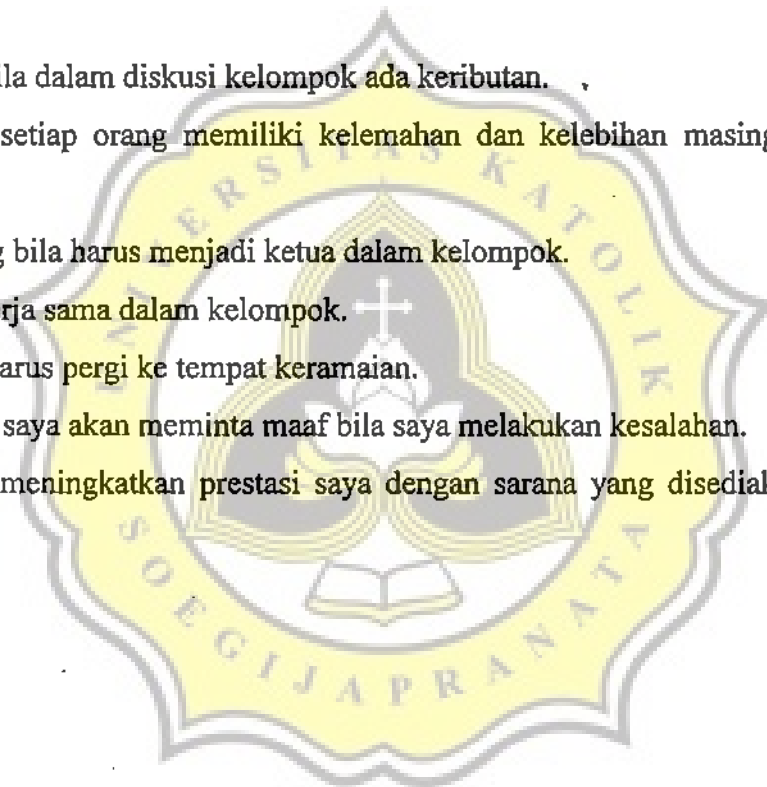 ila dalam diskusi kelompok ada keributan.
setiap orang memiliki kelemahan dan kelebihan masing
g bila harus menjadi ketua dalam kelompok.
rja sama dalam kelompok.
arus pergi ke tempat keramaian.
saya akan meminta maaf bila saya melakukan kesalahan.
meningkatkan prestasi saya dengan sarana yang disediak
UNIVERSITAS KATOLIK
SOEGIJAPRANATA